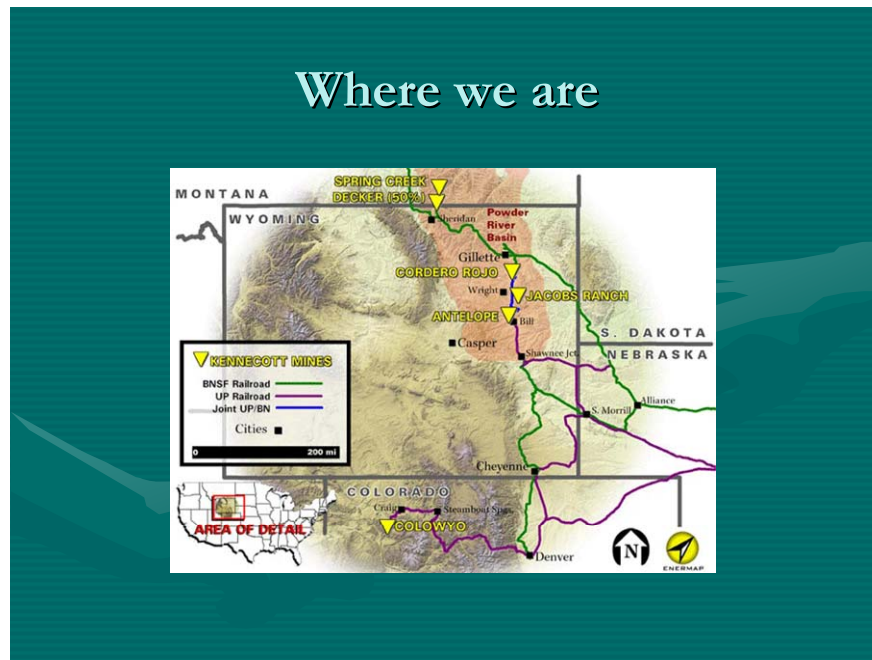 Where we are
SPRING CREEK
DECKER (50%)
MONTANA
WYOMING
Sheridan
Powder
River
Basin
Gillette
CORDERO ROJO
Wright
JACOBS RANCH
ANTELOPE
Bill
S. DAKOTA
Casper
Shawnee Jct.
NEBRASKA
KENNECOTT MINES
BNSF Railroad
UP Railroad
Joint UP/BN
Cities
0 200 mi
Alliance
S. Morrill
Cheyenne
COLORADO
Craig
Steamboat Spgs.
COLOWYO
AREA OF DETAIL
Denver
N
ENERMAP